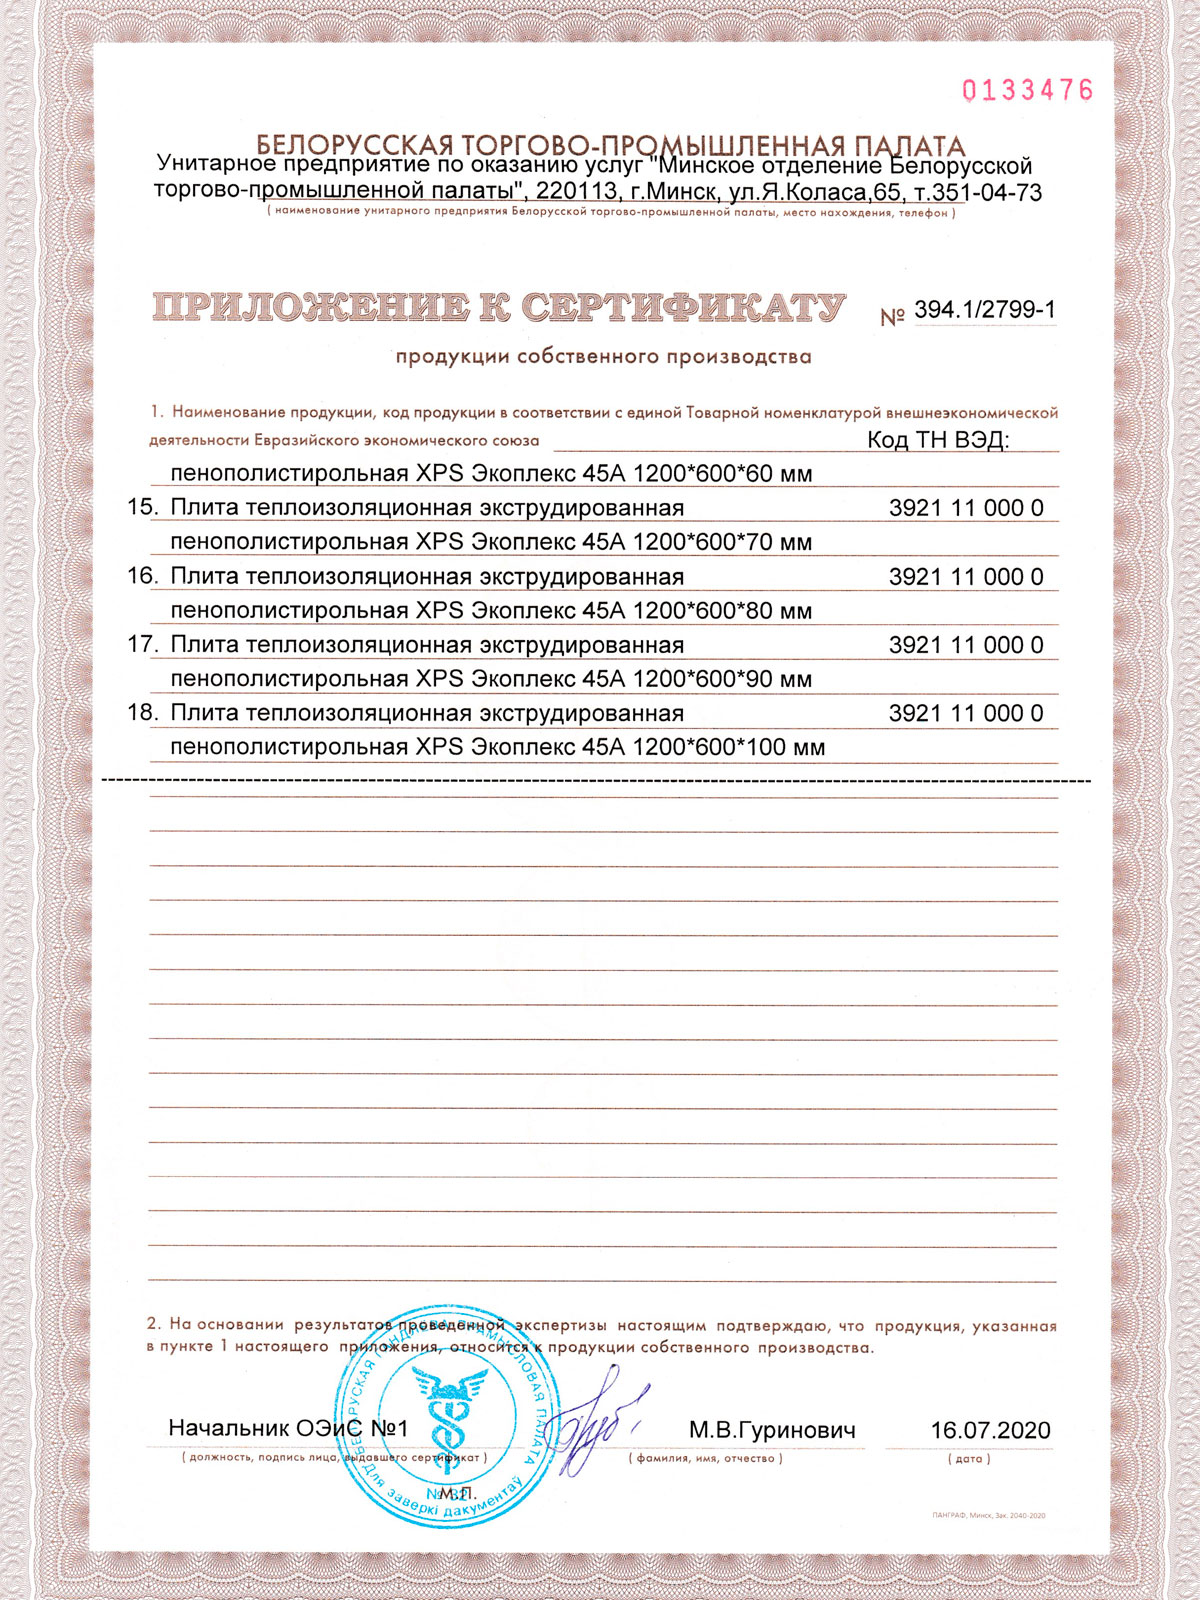 0133476
БЕЛОРУССКАЯ ТОРГОВО-ПРОМЫШЛЕННАЯ ПАЛАТА
Унитарное предприятие по оказанию услуг "Минское отделение Белорусской
торгово-промышленной палаты", 220113, г.Минск, ул.Я.Коласа,65, т.351-04-73
( наименование унитарного предприятия Белорусской торгово-промышленной палаты, место нахождения, телефон )
ПРИЛОЖЕНИЕ К СЕРТИФИКАТУ № 394.1/2799-1
продукции собственного производства
1. Наименование продукции, код продукции в соответствии с единой Товарной номенклатурой внешнеэкономической
деятельности Евразийского экономического союза Код ТН ВЭД:
пенополистирольная XPS Экоплекс 45А 1200*600*60 мм
15. Плита теплоизоляционная экструдированная 3921 11 000 0
пенополистирольная XPS Экоплекс 45А 1200*600*70 мм
16. Плита теплоизоляционная экструдированная 3921 11 000 0
пенополистирольная XPS Экоплекс 45А 1200*600*80 мм
17. Плита теплоизоляционная экструдированная 3921 11 000 0
пенополистирольная XPS Экоплекс 45А 1200*600*90 мм
18. Плита теплоизоляционная экструдированная 3921 11 000 0
пенополистирольная XPS Экоплекс 45А 1200*600*100 мм
2. На основании результатов проведенной экспертизы настоящим подтверждаю, что продукция, указанная
в пункте 1 настоящего приложения, относится к продукции собственного производства.
БЕЛАРУСКАЯ ГАНДЛЁВА-ПРАМЫСЛОВАЯ ПАЛАТА
Начальник ОЭиС №1 М.В.Гуринович 16.07.2020
( должность, подпись лица, выдавшего сертификат ) ( фамилия, имя, отчество ) ( дата )
М.П.
Для заверкі дакументаў
ПАНГРАФ, Минск, Зак. 2040-2020